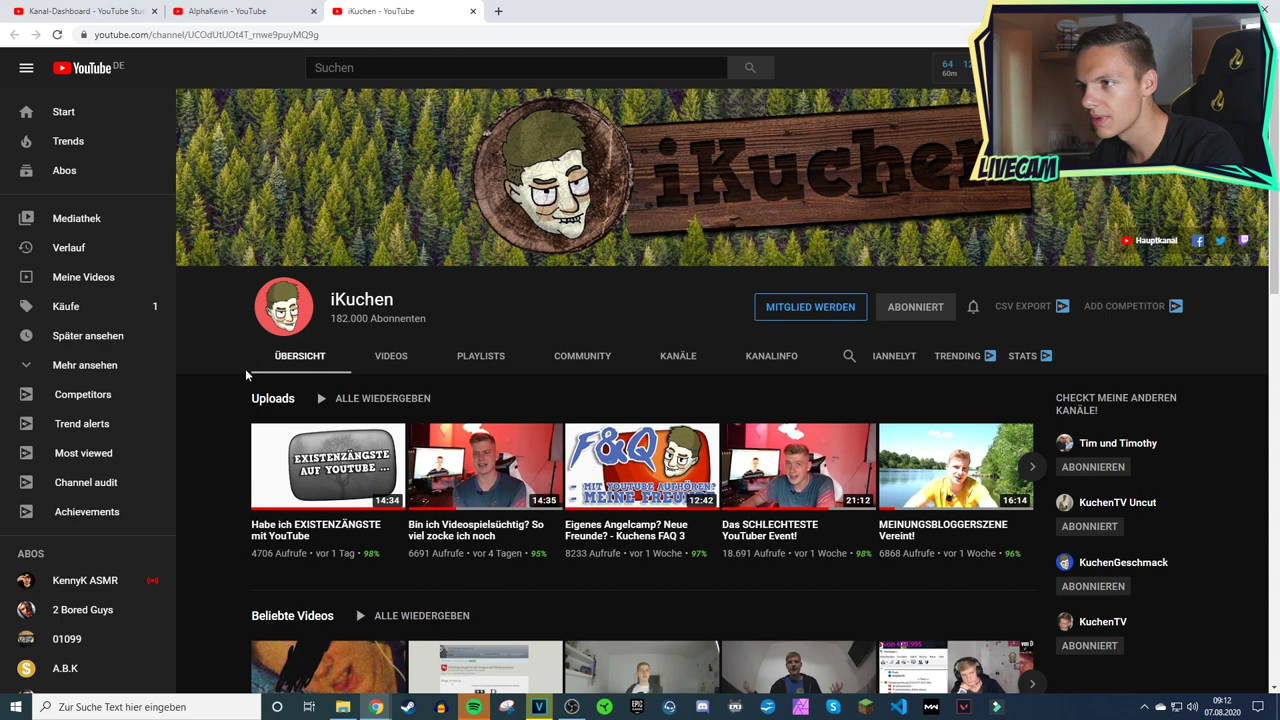 Kanal-Dashboard - YouTube Stu
AlphaKevin - YouTube
iKuchen - YouTube
youtube.com/channel/UCOdUtUOt4T_rnwe9puyMQ9g
YouTube DE
Suchen
64
60m
LIVECAM
Start
Trends
Abos
Mediathek
Verlauf
Meine Videos
Käufe 1
Später ansehen
Mehr ansehen
Competitors
Trend alerts
Most viewed
Channel audit
Achievements
ABOS
KennyK ASMR
2 Bored Guys
01099
A.B.K
iKuchen
Hauptkanal
iKuchen
182.000 Abonnenten
MITGLIED WERDEN
ABONNIERT
CSV EXPORT
ADD COMPETITOR
ÜBERSICHT
VIDEOS
PLAYLISTS
COMMUNITY
KANÄLE
KANALINFO
IANNELYT
TRENDING
STATS
Uploads
ALLE WIEDERGEBEN
EXISTENZÄNGSTE
AUF YOUTUBE ...
14:34
14:35
F&Q
MIT YOUTUBE AUFHÖREN?
MEINE FREU
12:42
21:12
16:14
Habe ich EXISTENZÄNGSTE
mit YouTube
4706 Aufrufe • vor 1 Tag • 98%
Bin ich Videospielsüchtig? So
viel zocke ich noch
6691 Aufrufe • vor 4 Tagen • 95%
Eigenes Angelcamp? Neue
Freunde? - Kuchens FAQ 3
8233 Aufrufe • vor 1 Woche • 97%
Das SCHLECHTESTE
YouTuber Event!
18.691 Aufrufe • vor 1 Woche • 98%
MEINUNGSBLOGGERSZENE
Vereint!
6868 Aufrufe • vor 1 Woche • 96%
Beliebte Videos
ALLE WIEDERGEBEN
CHECKT MEINE ANDEREN
KANÄLE!
Tim und Timothy
ABONNIEREN
KuchenTV Uncut
ABONNIERT
KuchenGeschmack
ABONNIEREN
KuchenTV
ABONNIERT
Zur Suche Text hier eingeben
09:12
07.08.2020